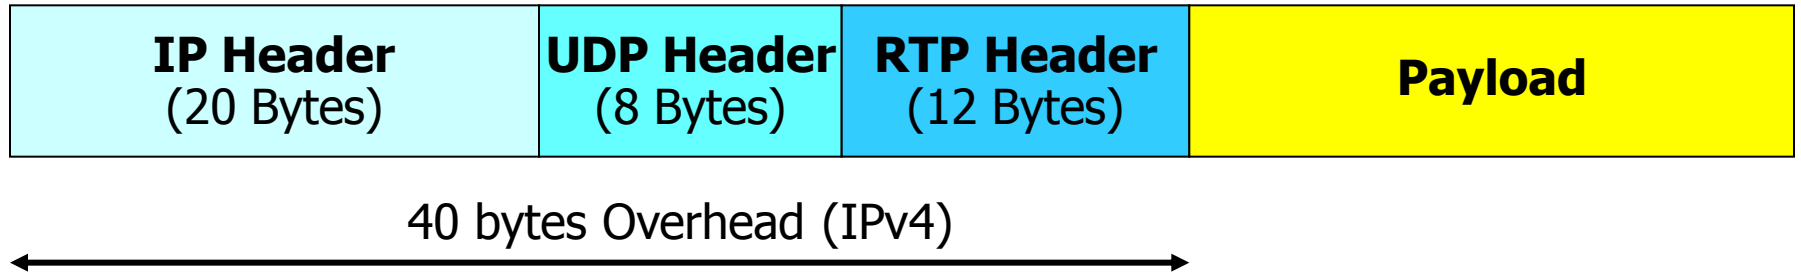 IP Header
(20 Bytes)
UDP Header
(8 Bytes)
RTP Header
(12 Bytes)
Payload
40 bytes Overhead (IPv4)